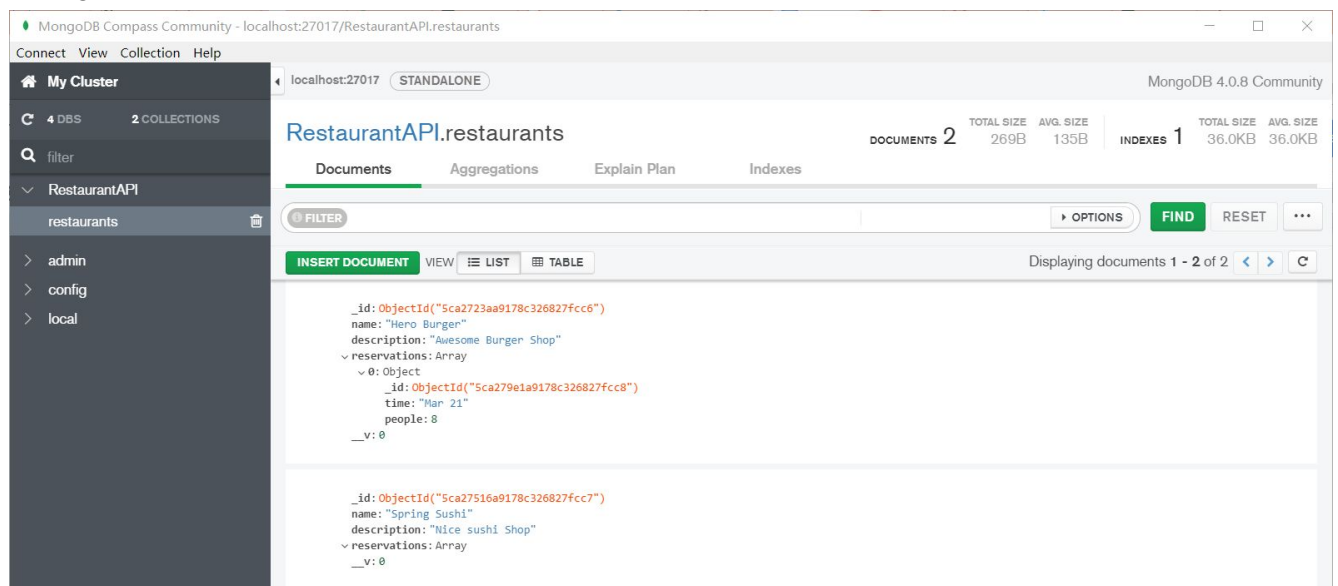 MongoDB Compass Community - localhost:27017/RestaurantAPI.restaurants
Connect View Collection Help
My Cluster
localhost:27017 STANDALONE
MongoDB 4.0.8 Community
4 DBS 2 COLLECTIONS
filter
RestaurantAPI.restaurants
DOCUMENTS 2 TOTAL SIZE 269B AVG. SIZE 135B INDEXES 1 TOTAL SIZE 36.0KB AVG. SIZE 36.0KB
Documents Aggregations Explain Plan Indexes
RestaurantAPI
restaurants
admin
config
local
FILTER OPTIONS FIND RESET ...
INSERT DOCUMENT VIEW LIST TABLE Displaying documents 1 - 2 of 2
_id: ObjectId("5ca2723aa9178c326827fcc6")
name: "Hero Burger"
description: "Awesome Burger Shop"
reservations: Array
0: Object
_id: ObjectId("5ca279e1a9178c326827fcc8")
time: "Mar 21"
people: 8
__v: 0
_id: ObjectId("5ca27516a9178c326827fcc7")
name: "Spring Sushi"
description: "Nice sushi Shop"
reservations: Array
__v: 0